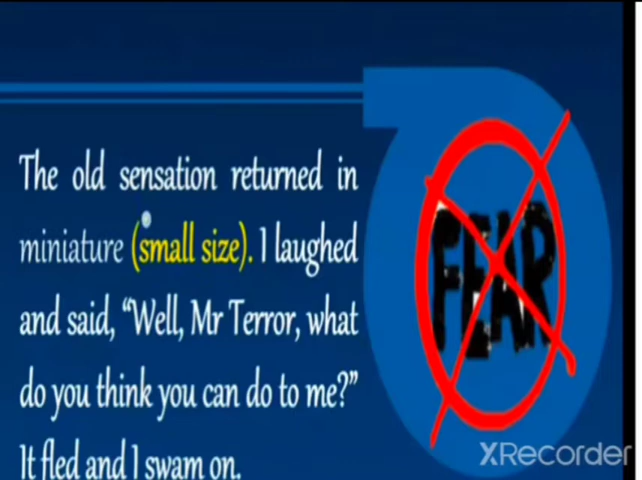 The old sensation returned in
miniature (small size). I laughed
and said, “Well, Mr Terror, what
do you think you can do to me?”
It fled and I swam on.
FEAR
XRecorder